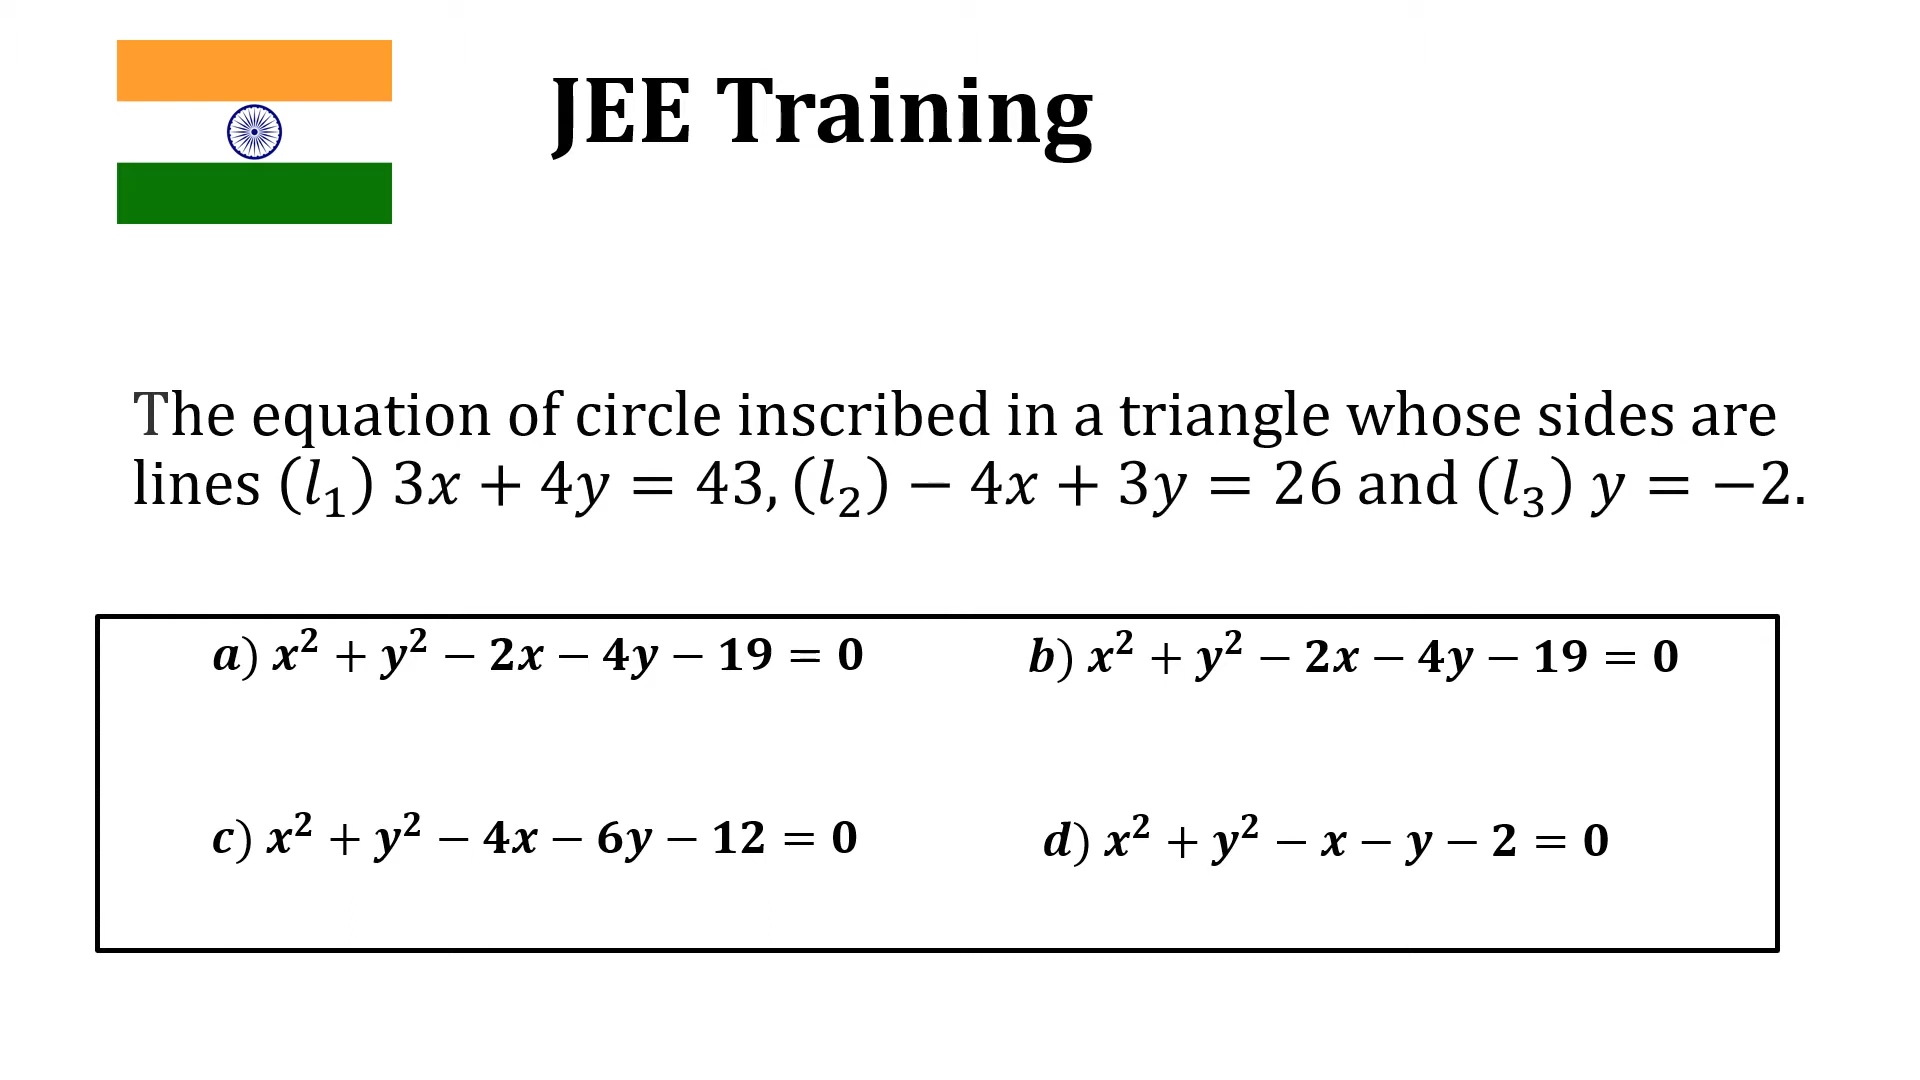 JEE Training
The equation of circle inscribed in a triangle whose sides are
lines (l₁) 3x + 4y = 43, (l₂) − 4x + 3y = 26 and (l₃) y = −2.
a) x² + y² − 2x − 4y − 19 = 0 b) x² + y² − 2x − 4y − 19 = 0
c) x² + y² − 4x − 6y − 12 = 0 d) x² + y² − x − y − 2 = 0